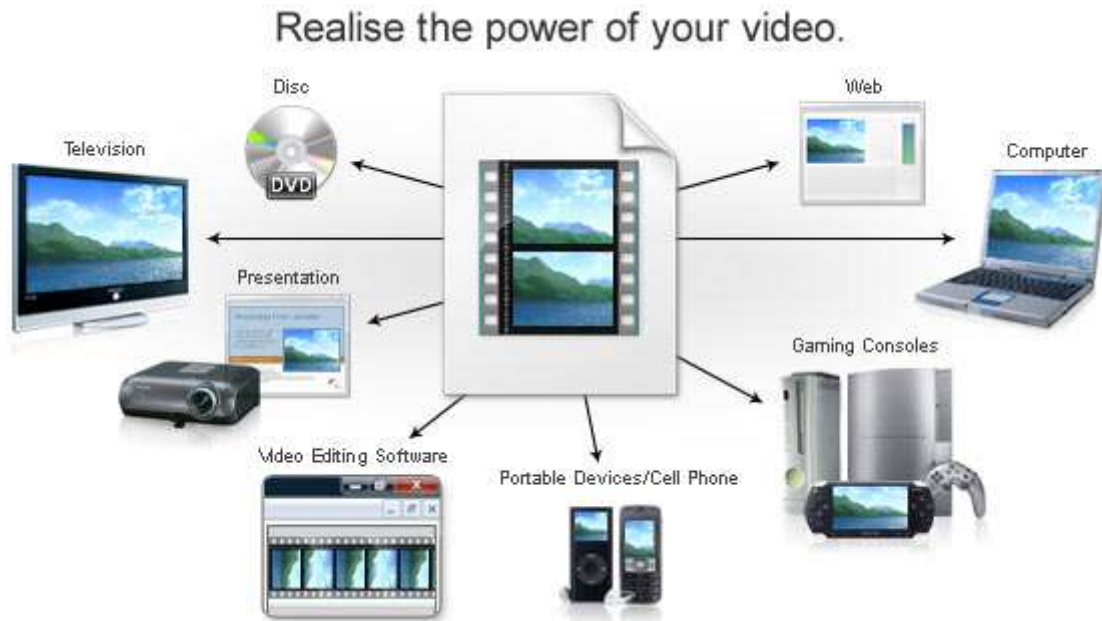 Realise the power of your video.
Disc
Web
Television
Computer
DVD
Presentation
Gaming Consoles
Video Editing Software
Portable Devices/Cell Phone